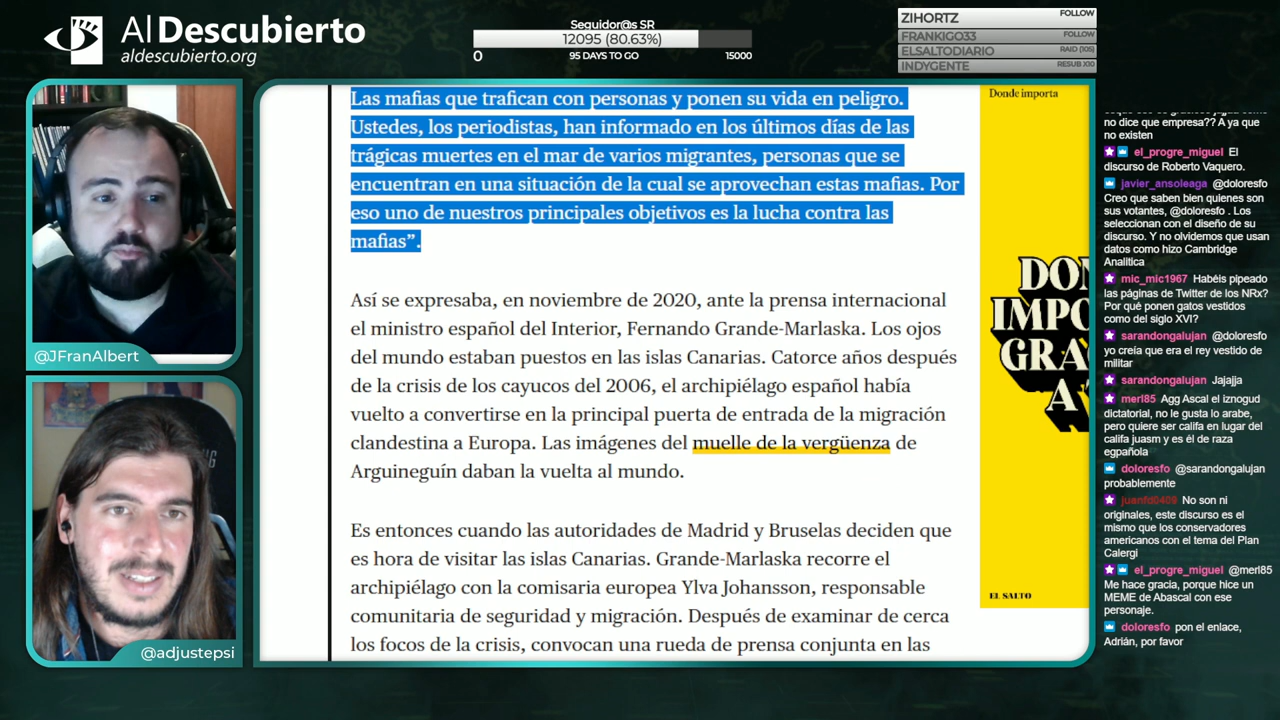 Al Descubierto
aldescubierto.org
Seguidor@s SR
12095 (80.63%)
0
95 DAYS TO GO
15000
ZIHORTZ FOLLOW
FRANKIGO33 FOLLOW
ELSALTODIARIO RAID (105)
INDYGENTE RESUB X10
@JFranAlbert
@adjustepsi
Las mafias que trafican con personas y ponen su vida en peligro.
Ustedes, los periodistas, han informado en los últimos días de las
trágicas muertes en el mar de varios migrantes, personas que se
encuentran en una situación de la cual se aprovechan estas mafias. Por
eso uno de nuestros principales objetivos es la lucha contra las
mafias”.
Así se expresaba, en noviembre de 2020, ante la prensa internacional
el ministro español del Interior, Fernando Grande-Marlaska. Los ojos
del mundo estaban puestos en las islas Canarias. Catorce años después
de la crisis de los cayucos del 2006, el archipiélago español había
vuelto a convertirse en la principal puerta de entrada de la migración
clandestina a Europa. Las imágenes del muelle de la vergüenza de
Arguineguín daban la vuelta al mundo.
Es entonces cuando las autoridades de Madrid y Bruselas deciden que
es hora de visitar las islas Canarias. Grande-Marlaska recorre el
archipiélago con la comisaria europea Ylva Johansson, responsable
comunitaria de seguridad y migración. Después de examinar de cerca
los focos de la crisis, convocan una rueda de prensa conjunta en las
Donde importa
DON
IMPO
GRA
A
EL SALTO
no dice que empresa?? A ya que
no existen
el_progre_miguel El
discurso de Roberto Vaquero.
javier_ansoleaga @doloresfo
Creo que saben bien quienes son
sus votantes, @doloresfo . Los
seleccionan con el diseño de su
discurso. Y no olvidemos que usan
datos como hizo Cambridge
Analitica
mic_mic1967 Habéis pipeado
las páginas de Twitter de los NRx?
Por qué ponen gatos vestidos
como del siglo XVI?
sarandongalujan @doloresfo
yo creía que era el rey vestido de
militar
sarandongalujan Jajajja
merl85 Agg Ascal el iznogud
dictatorial, no le gusta lo arabe,
pero quiere ser califa en lugar del
califa juasm y es él de raza
egpañola
doloresfo @sarandongalujan
probablemente
juanfd0409 No son ni
originales, este discurso es el
mismo que los conservadores
americanos con el tema del Plan
Calergi
el_progre_miguel @merl85
Me hace gracia, porque hice un
MEME de Abascal con ese
personaje.
doloresfo pon el enlace,
Adrián, por favor